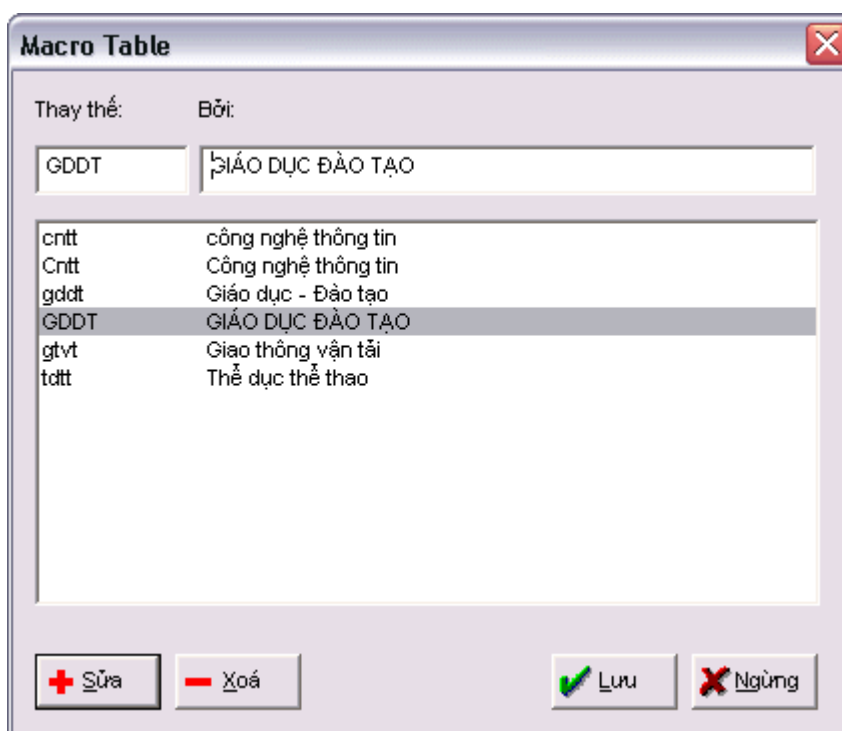 Macro Table
Thay thế: Bởi:
GDDT GIÁO DỤC ĐÀO TẠO
cntt công nghệ thông tin
Cntt Công nghệ thông tin
gddt Giáo dục - Đào tạo
GDDT GIÁO DỤC ĐÀO TẠO
gtvt Giao thông vận tải
tdtt Thể dục thể thao
Sửa Xoá Lưu Ngừng